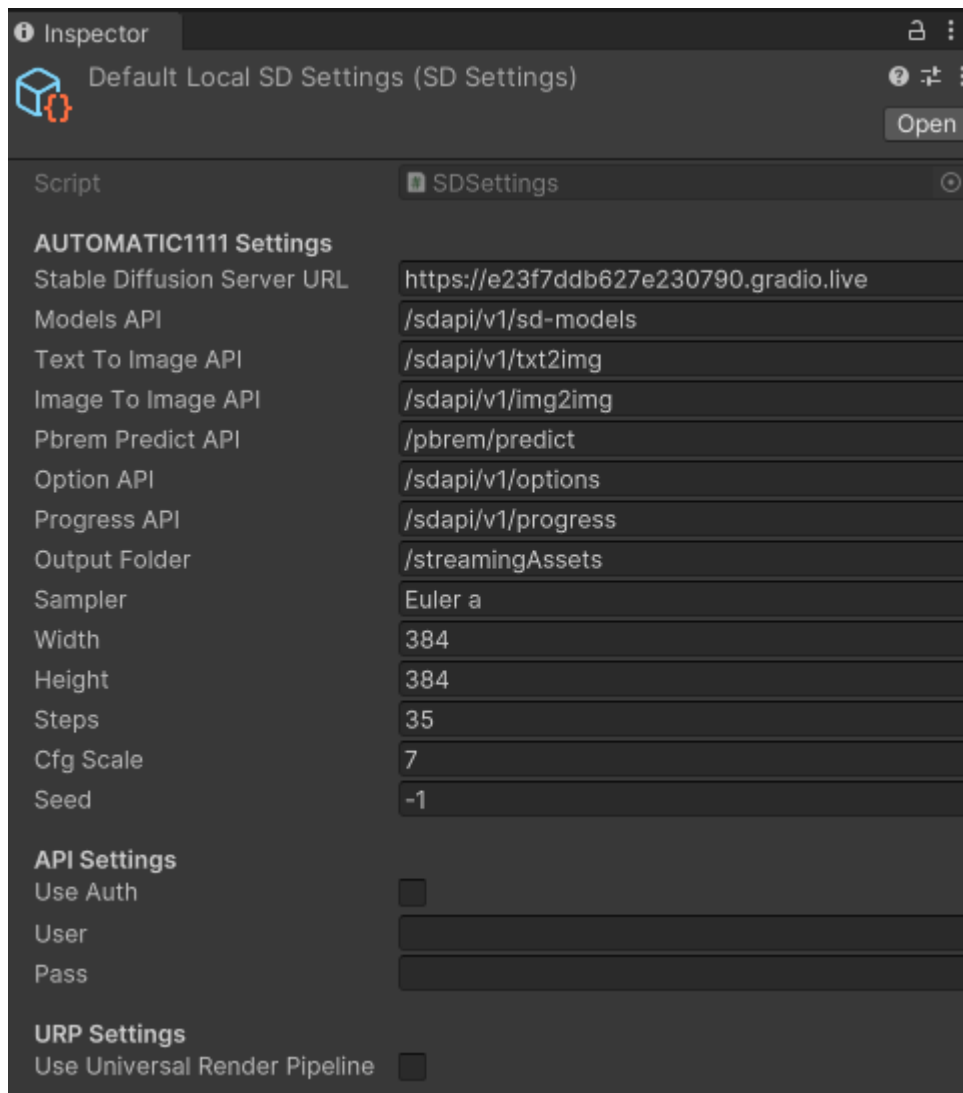 Inspector
Default Local SD Settings (SD Settings)
Open
Script SDSettings
AUTOMATIC1111 Settings
Stable Diffusion Server URL https://e23f7ddb627e230790.gradio.live
Models API /sdapi/v1/sd-models
Text To Image API /sdapi/v1/txt2img
Image To Image API /sdapi/v1/img2img
Pbrem Predict API /pbrem/predict
Option API /sdapi/v1/options
Progress API /sdapi/v1/progress
Output Folder /streamingAssets
Sampler Euler a
Width 384
Height 384
Steps 35
Cfg Scale 7
Seed -1
API Settings
Use Auth
User
Pass
URP Settings
Use Universal Render Pipeline